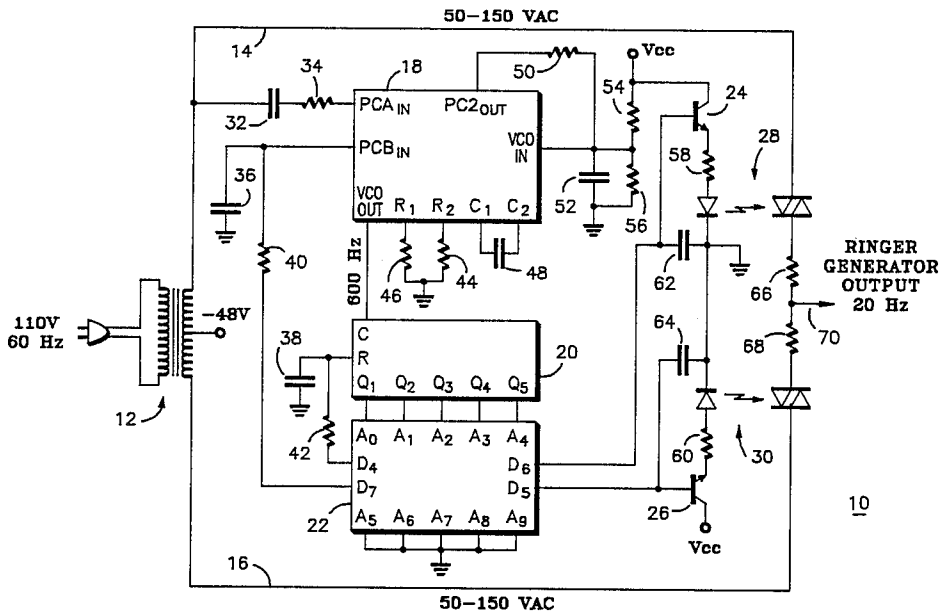 50-150 VAC
14
34
18
50
Vcc
54
24
32
PCA IN
PC2OUT
28
PCB IN
VCO
IN
58
36
VCO
OUT
R1
R2
C1
C2
52
56
40
46
44
48
62
RINGER
GENERATOR
OUTPUT
20 Hz
66
600 Hz
110V
60 Hz
-48V
64
68
70
38
C
R
20
Q1 Q2 Q3 Q4 Q5
12
42
A0 A1 A2 A3 A4
D4
D6
60
30
D7
D5
22
A5 A6 A7 A8 A9
26
10
Vcc
16
50-150 VAC